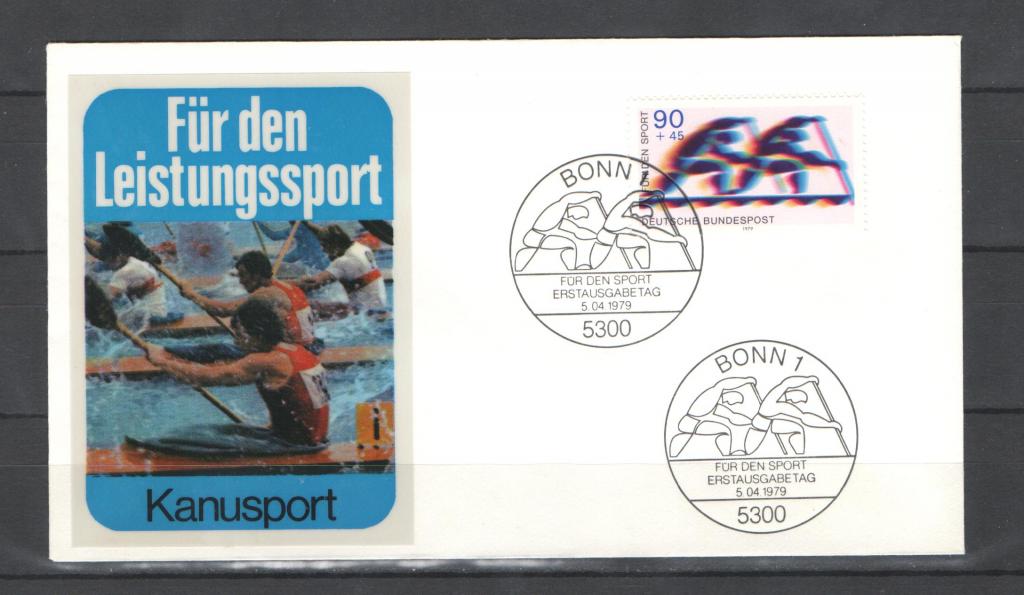 Für den
Leistungssport
i
Kanusport
90
+ 45
FÜR DEN SPORT
DEUTSCHE BUNDESPOST
1979
BONN 1
FÜR DEN SPORT
ERSTAUSGABETAG
5.04.1979
5300
BONN 1
FÜR DEN SPORT
ERSTAUSGABETAG
5.04.1979
5300